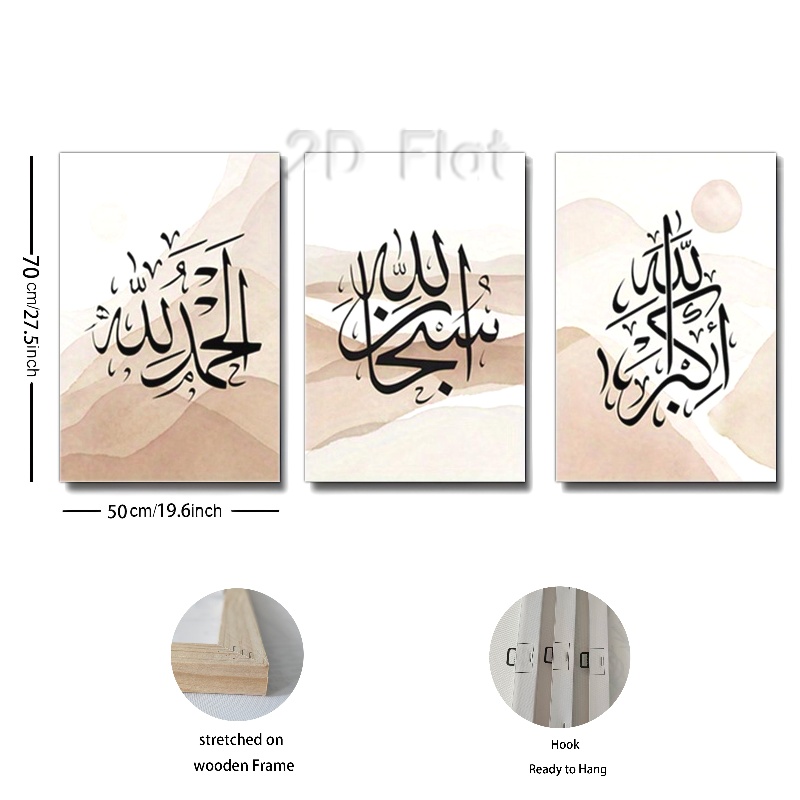 2D Flat
الحمد لله
سبحان الله
الله أكبر
70 cm/27.5inch
50 cm/19.6inch
stretched on
wooden Frame
Hook
Ready to Hang